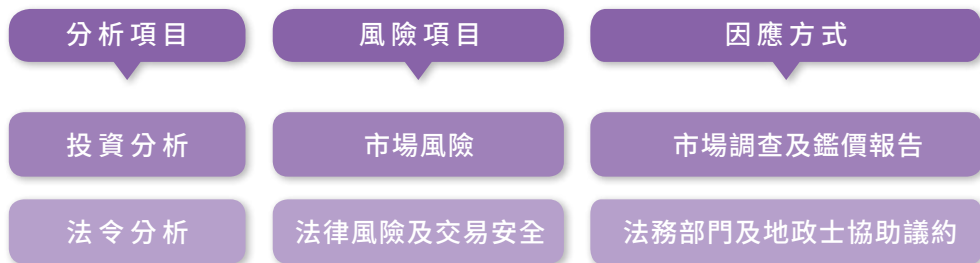 分析項目 風險項目 因應方式
投資分析 市場風險 市場調查及鑑價報告
法令分析 法律風險及交易安全 法務部門及地政士協助議約